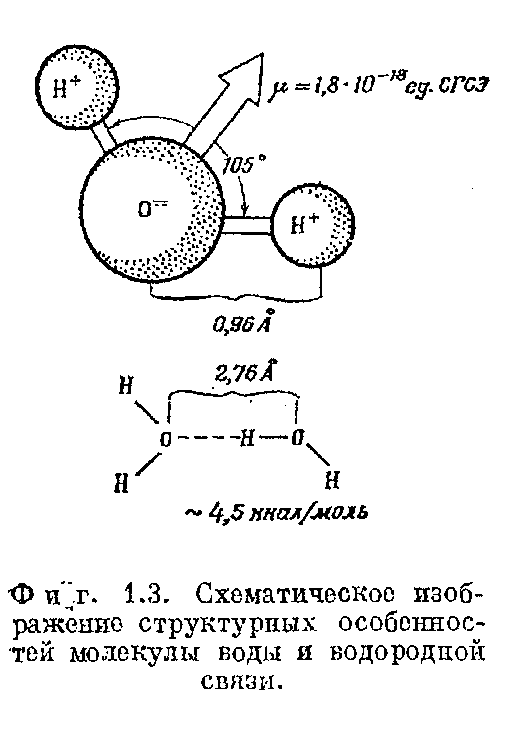 H⁺
μ = 1,8·10⁻¹⁸ ед. СГСЭ
105°
O⁼
H⁺
0,96 Å
2,76 Å
H
O----H—O
H
H
~ 4,5 ккал/моль
Фиг. 1.3. Схематическое изоб-
ражение структурных особеннос-
тей молекулы воды и водородной
связи.